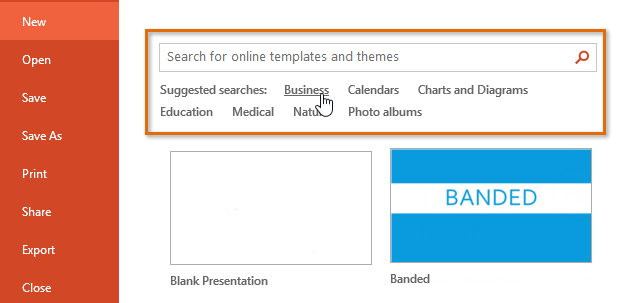 New
Open
Save
Save As
Print
Share
Export
Close
Search for online templates and themes
Suggested searches: Business Calendars Charts and Diagrams
Education Medical Photo albums
BANDED
Blank Presentation Banded